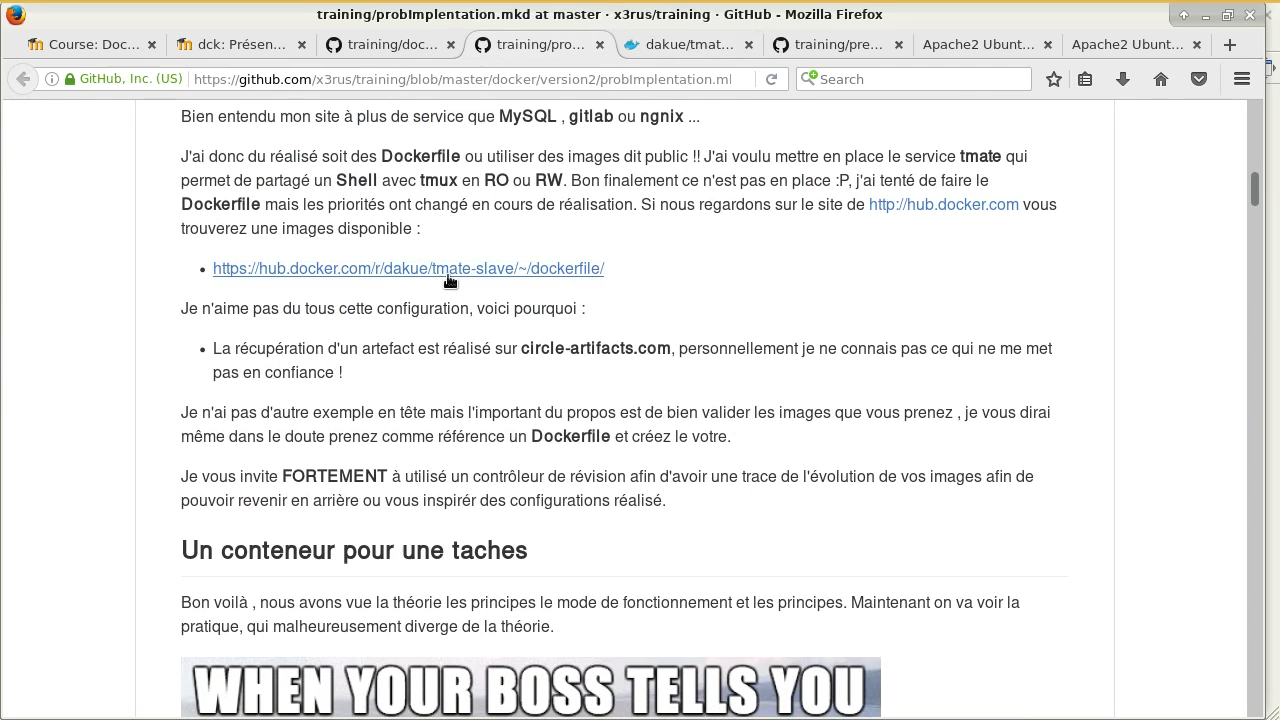 training/probImplentation.mkd at master · x3rus/training · GitHub - Mozilla Firefox
Course: Doc... dck: Présen... training/doc... training/pro... dakue/tmat... training/pre... Apache2 Ubunt... Apache2 Ubunt...
GitHub, Inc. (US) https://github.com/x3rus/training/blob/master/docker/version2/probImplentation.ml Search
Bien entendu mon site à plus de service que MySQL , gitlab ou ngnix ...
J'ai donc du réalisé soit des Dockerfile ou utiliser des images dit public !! J'ai voulu mettre en place le service tmate qui
permet de partagé un Shell avec tmux en RO ou RW. Bon finalement ce n'est pas en place :P, j'ai tenté de faire le
Dockerfile mais les priorités ont changé en cours de réalisation. Si nous regardons sur le site de http://hub.docker.com vous
trouverez une images disponible :
• https://hub.docker.com/r/dakue/tmate-slave/~/dockerfile/
Je n'aime pas du tous cette configuration, voici pourquoi :
• La récupération d'un artefact est réalisé sur circle-artifacts.com, personnellement je ne connais pas ce qui ne me met
pas en confiance !
Je n'ai pas d'autre exemple en tête mais l'important du propos est de bien valider les images que vous prenez , je vous dirai
même dans le doute prenez comme référence un Dockerfile et créez le votre.
Je vous invite FORTEMENT à utilisé un contrôleur de révision afin d'avoir une trace de l'évolution de vos images afin de
pouvoir revenir en arrière ou vous inspirér des configurations réalisé.
Un conteneur pour une taches
Bon voilà , nous avons vue la théorie les principes le mode de fonctionnement et les principes. Maintenant on va voir la
pratique, qui malheureusement diverge de la théorie.
WHEN YOUR BOSS TELLS YOU